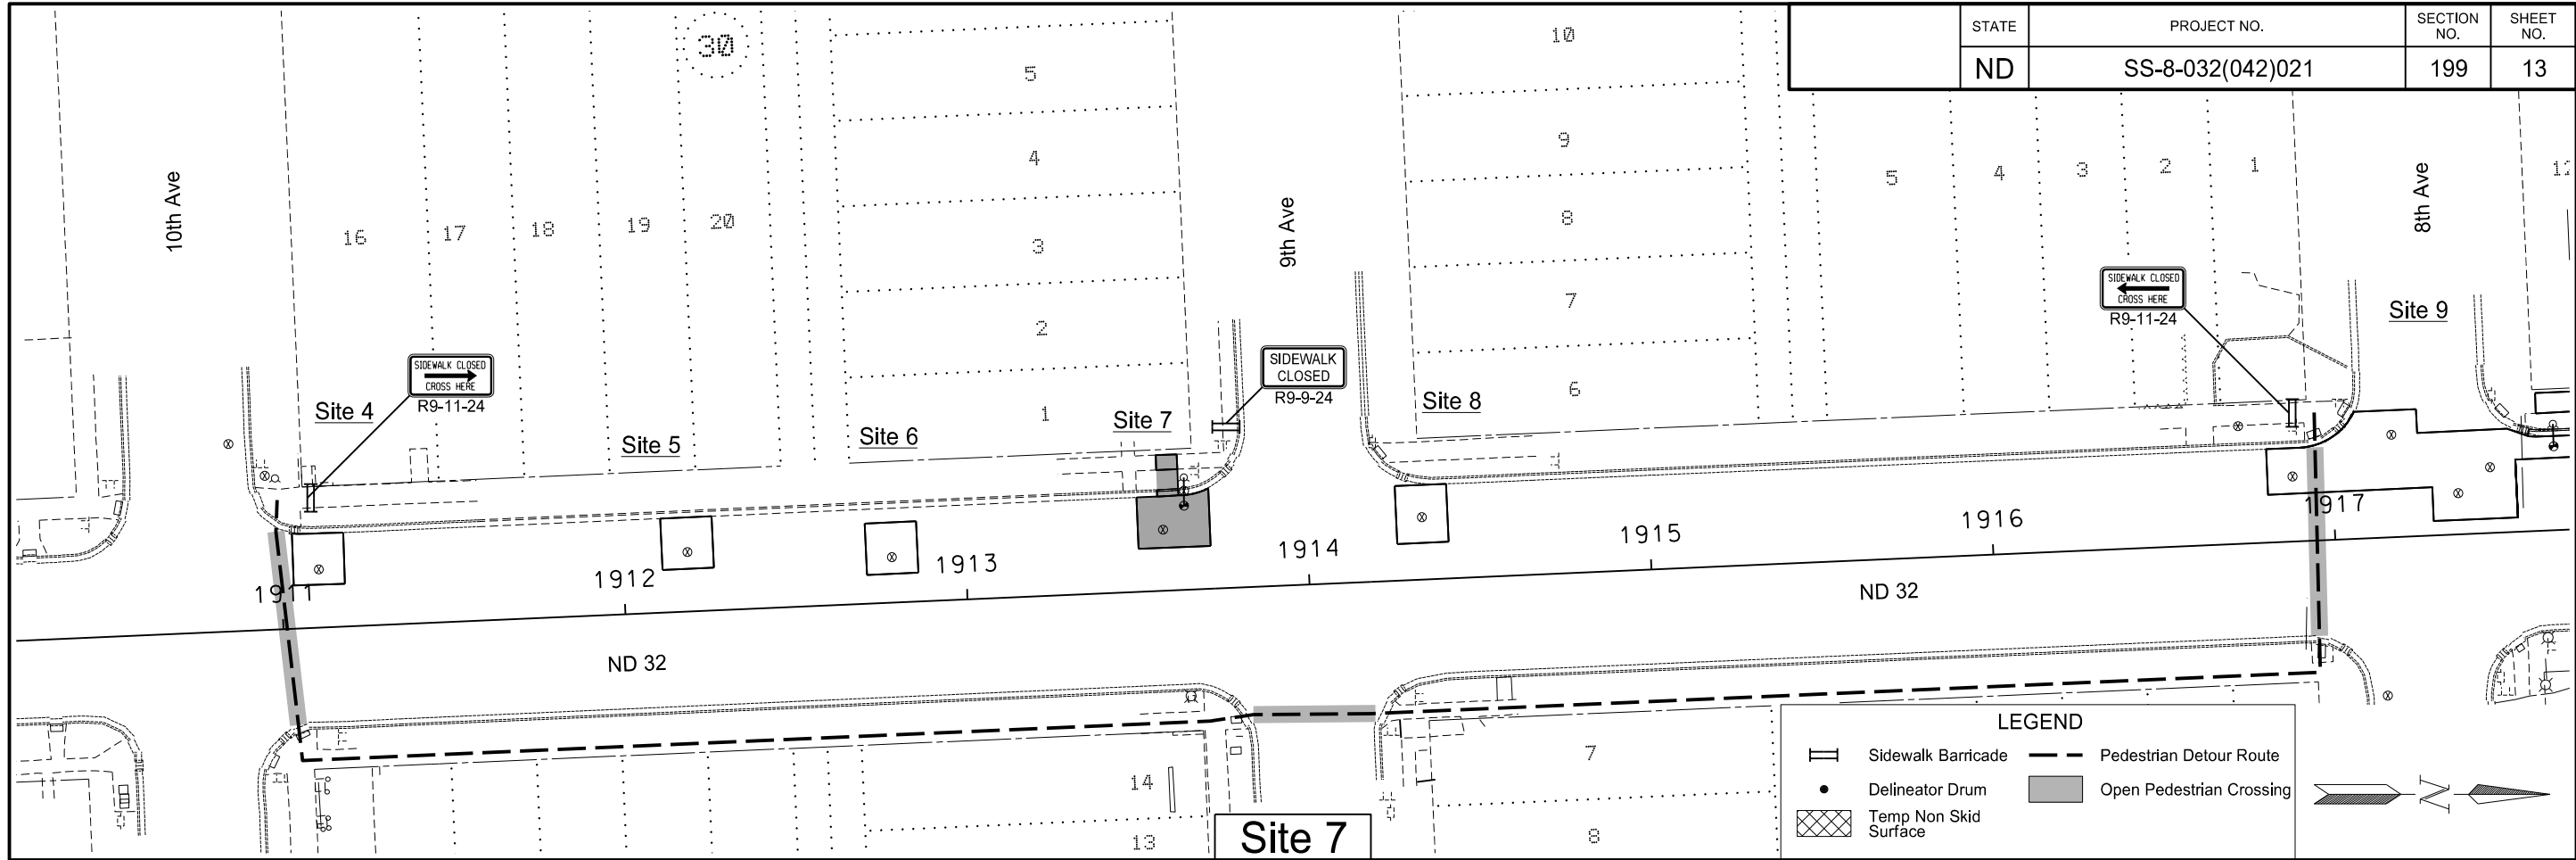 STATE
PROJECT NO.
SECTION NO.
SHEET NO.
ND
SS-8-032(042)021
199
13
30
10th Ave
16
17
18
19
20
5
4
3
2
1
9th Ave
10
9
8
7
6
5
4
3
2
1
8th Ave
SIDEWALK CLOSED
CROSS HERE
R9-11-24
SIDEWALK
CLOSED
R9-9-24
SIDEWALK CLOSED
CROSS HERE
R9-11-24
Site 4
Site 5
Site 6
Site 7
Site 8
Site 9
1911
1912
1913
1914
1915
1916
1917
ND 32
ND 32
14
13
7
8
Site 7
LEGEND
Sidewalk Barricade
Pedestrian Detour Route
Delineator Drum
Open Pedestrian Crossing
Temp Non Skid
Surface
N